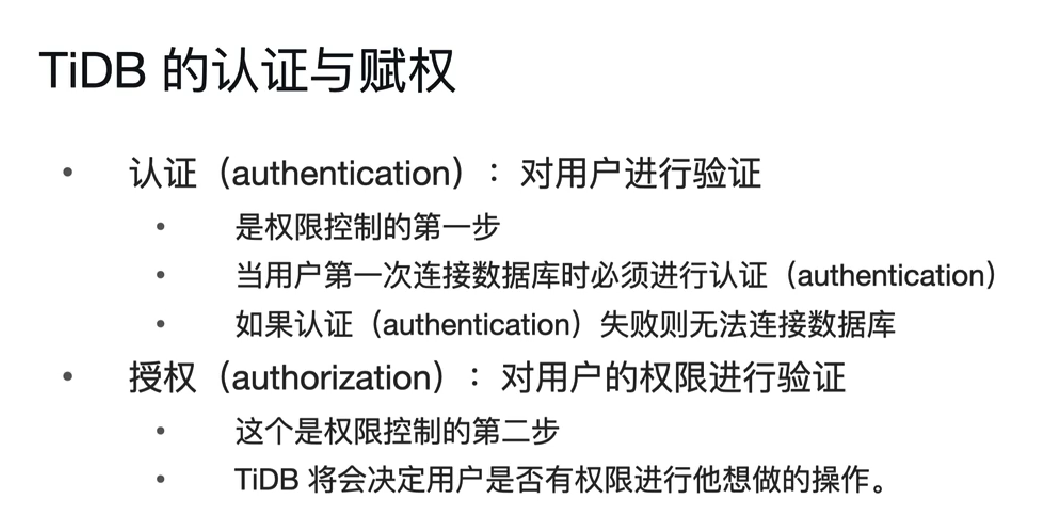 TiDB 的认证与赋权
• 认证（authentication）：对用户进行验证
• 是权限控制的第一步
• 当用户第一次连接数据库时必须进行认证（authentication）
• 如果认证（authentication）失败则无法连接数据库
• 授权（authorization）：对用户的权限进行验证
• 这个是权限控制的第二步
• TiDB 将会决定用户是否有权限进行他想做的操作。